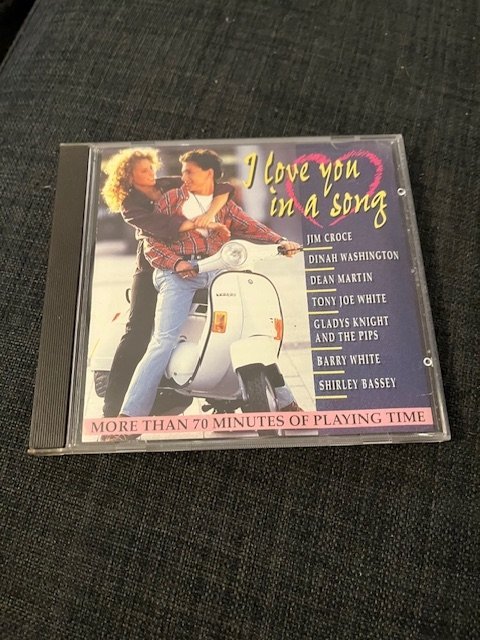 I love you
in a song
JIM CROCE
DINAH WASHINGTON
DEAN MARTIN
TONY JOE WHITE
GLADYS KNIGHT
AND THE PIPS
BARRY WHITE
SHIRLEY BASSEY
MORE THAN 70 MINUTES OF PLAYING TIME